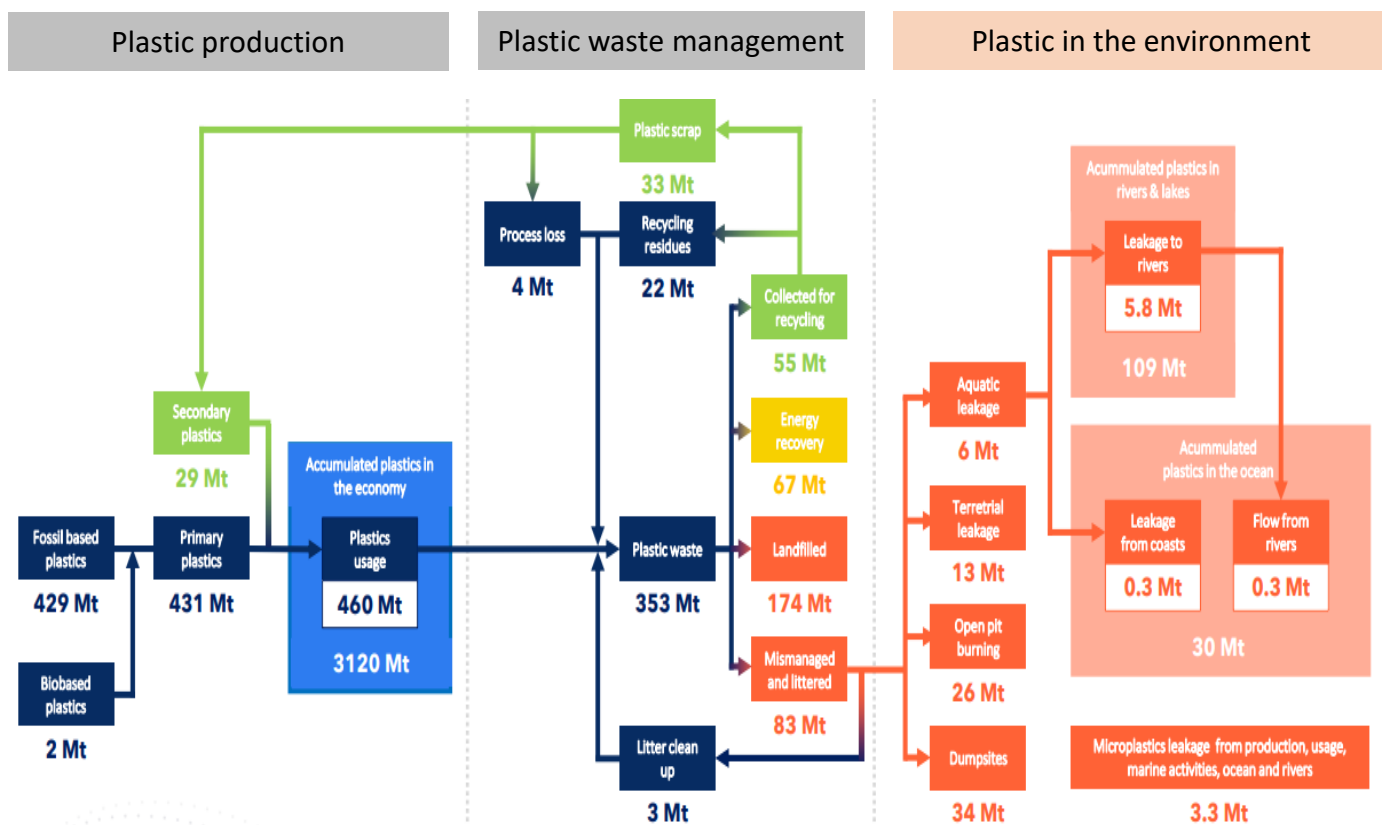 Plastic production
Plastic waste management
Plastic in the environment
Plastic scrap
33 Mt
Process loss
4 Mt
Recycling
residues
22 Mt
Collected for
recycling
55 Mt
Secondary
plastics
29 Mt
Energy
recovery
67 Mt
Fossil based
plastics
429 Mt
Primary
plastics
431 Mt
Accumulated plastics in
the economy
Plastics
usage
460 Mt
3120 Mt
Plastic waste
353 Mt
Landfilled
174 Mt
Biobased
plastics
2 Mt
Mismanaged
and littered
83 Mt
Litter clean
up
3 Mt
Acummulated plastics in
rivers & lakes
Leakage to
rivers
5.8 Mt
109 Mt
Aquatic
leakage
6 Mt
Acummulated
plastics in the ocean
Terretrial
leakage
13 Mt
Leakage
from coasts
0.3 Mt
Flow from
rivers
0.3 Mt
30 Mt
Open pit
burning
26 Mt
Dumpsites
34 Mt
Microplastics leakage from production, usage,
marine activities, ocean and rivers
3.3 Mt